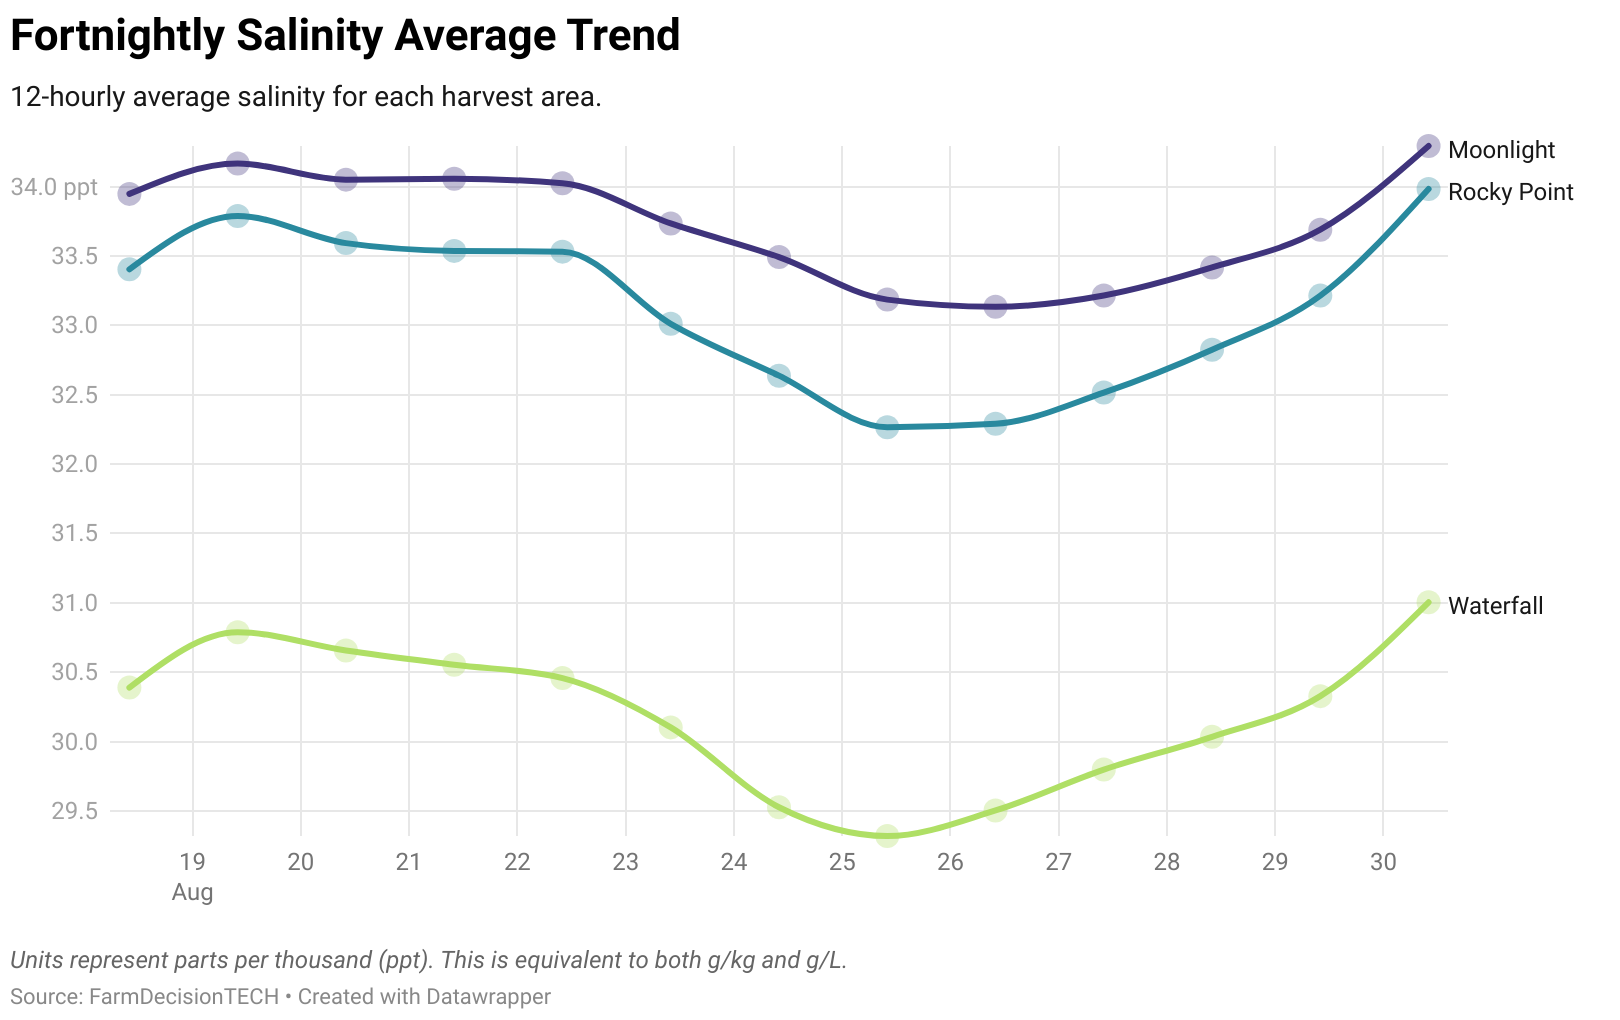 Fortnightly Salinity Average Trend
12-hourly average salinity for each harvest area.
Moonlight
34.0 ppt
Rocky Point
33.5
33.0
32.5
32.0
31.5
31.0
Waterfall
30.5
30.0
29.5
19 20 21 22 23 24 25 26 27 28 29 30
Aug
Units represent parts per thousand (ppt). This is equivalent to both g/kg and g/L.
Source: FarmDecisionTECH • Created with Datawrapper